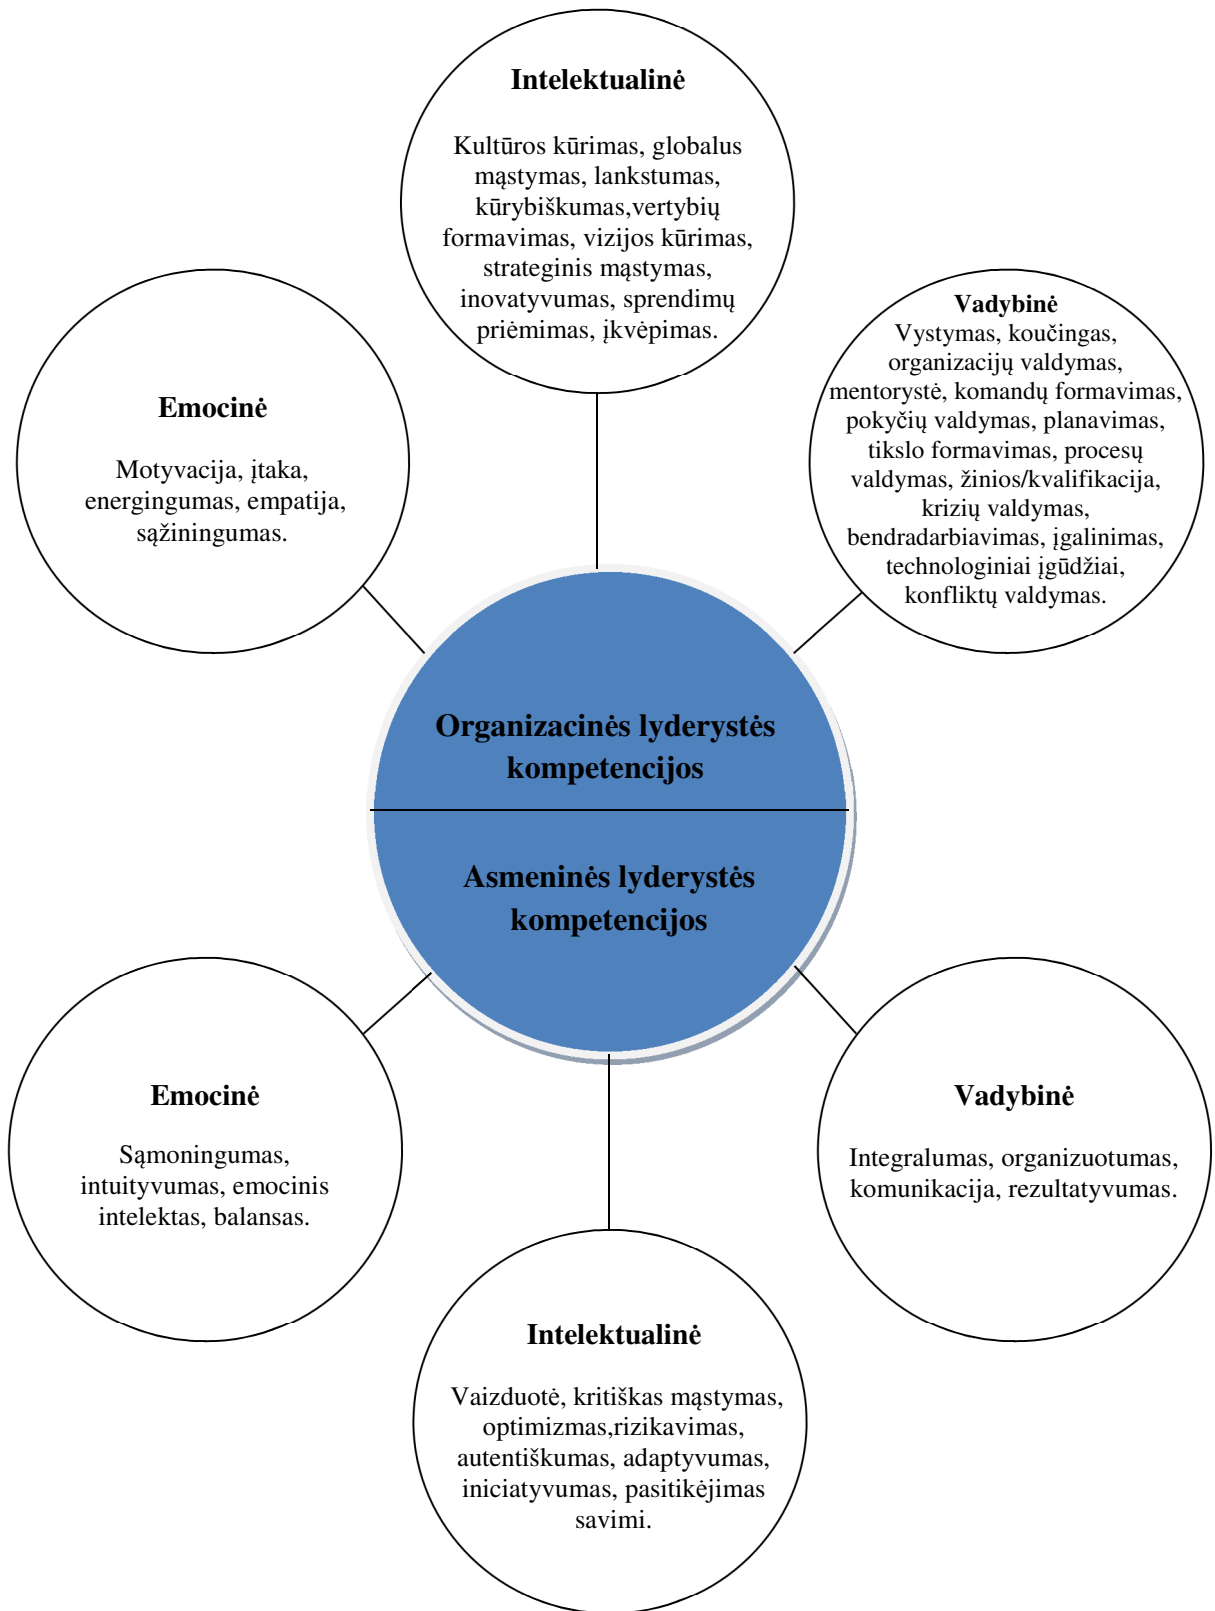 Intelektualinė
Kultūros kūrimas, globalus
mąstymas, lankstumas,
kūrybiškumas,vertybių
formavimas, vizijos kūrimas,
strateginis mąstymas,
inovatyvumas, sprendimų
priėmimas, įkvėpimas.
Emocinė
Motyvacija, įtaka,
energingumas, empatija,
sąžiningumas.
Vadybinė
Vystymas, koučingas,
organizacijų valdymas,
mentorystė, komandų formavimas,
pokyčių valdymas, planavimas,
tikslo formavimas, procesų
valdymas, žinios/kvalifikacija,
krizių valdymas,
bendradarbiavimas, įgalinimas,
technologiniai įgūdžiai,
konfliktų valdymas.
Organizacinės lyderystės
kompetencijos
Asmeninės lyderystės
kompetencijos
Emocinė
Sąmoningumas,
intuityvumas, emocinis
intelektas, balansas.
Vadybinė
Integralumas, organizuotumas,
komunikacija, rezultatyvumas.
Intelektualinė
Vaizduotė, kritiškas mąstymas,
optimizmas,rizikavimas,
autentiškumas, adaptyvumas,
iniciatyvumas, pasitikėjimas
savimi.